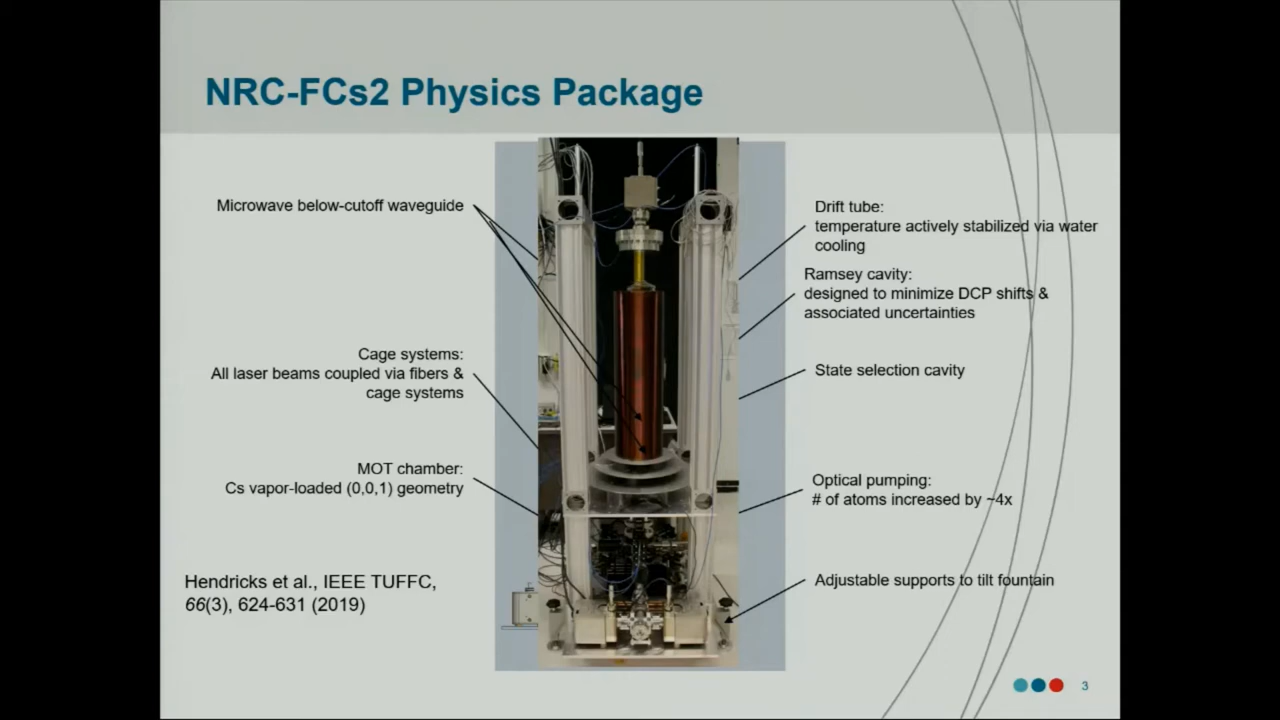 NRC-FCs2 Physics Package
Microwave below-cutoff waveguide
Cage systems:
All laser beams coupled via fibers &
cage systems
MOT chamber:
Cs vapor-loaded (0,0,1) geometry
Hendricks et al., IEEE TUFFC,
66(3), 624-631 (2019)
Drift tube:
temperature actively stabilized via water
cooling
Ramsey cavity:
designed to minimize DCP shifts &
associated uncertainties
State selection cavity
Optical pumping:
# of atoms increased by ~4x
Adjustable supports to tilt fountain
3